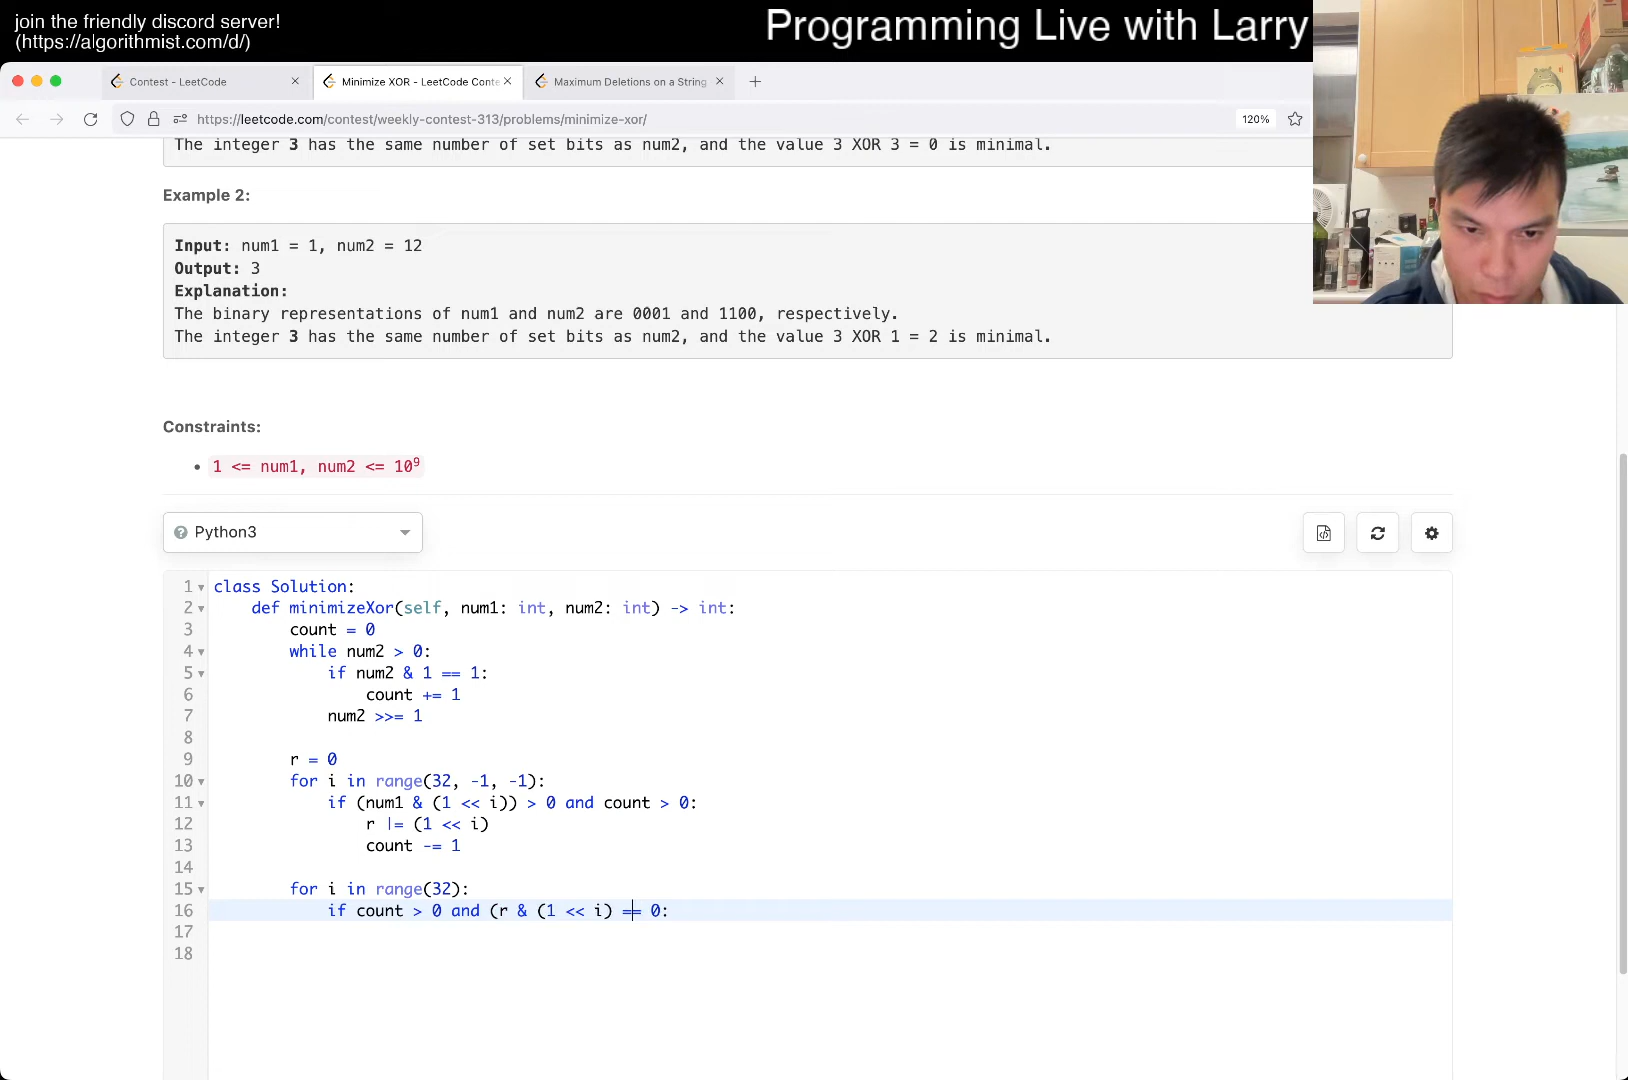 join the friendly discord server!
(https://algorithmist.com/d/)
Programming Live with Larry
Contest - LeetCode
Minimize XOR - LeetCode Conte
Maximum Deletions on a String
https://leetcode.com/contest/weekly-contest-313/problems/minimize-xor/
120%
The integer 3 has the same number of set bits as num2, and the value 3 XOR 3 = 0 is minimal.
Example 2:
Input: num1 = 1, num2 = 12
Output: 3
Explanation:
The binary representations of num1 and num2 are 0001 and 1100, respectively.
The integer 3 has the same number of set bits as num2, and the value 3 XOR 1 = 2 is minimal.
Constraints:
• 1 <= num1, num2 <= 10⁹
Python3
1 class Solution:
2 def minimizeXor(self, num1: int, num2: int) -> int:
3 count = 0
4 while num2 > 0:
5 if num2 & 1 == 1:
6 count += 1
7 num2 >>= 1
8
9 r = 0
10 for i in range(32, -1, -1):
11 if (num1 & (1 << i)) > 0 and count > 0:
12 r |= (1 << i)
13 count -= 1
14
15 for i in range(32):
16 if count > 0 and (r & (1 << i) == 0:
17
18